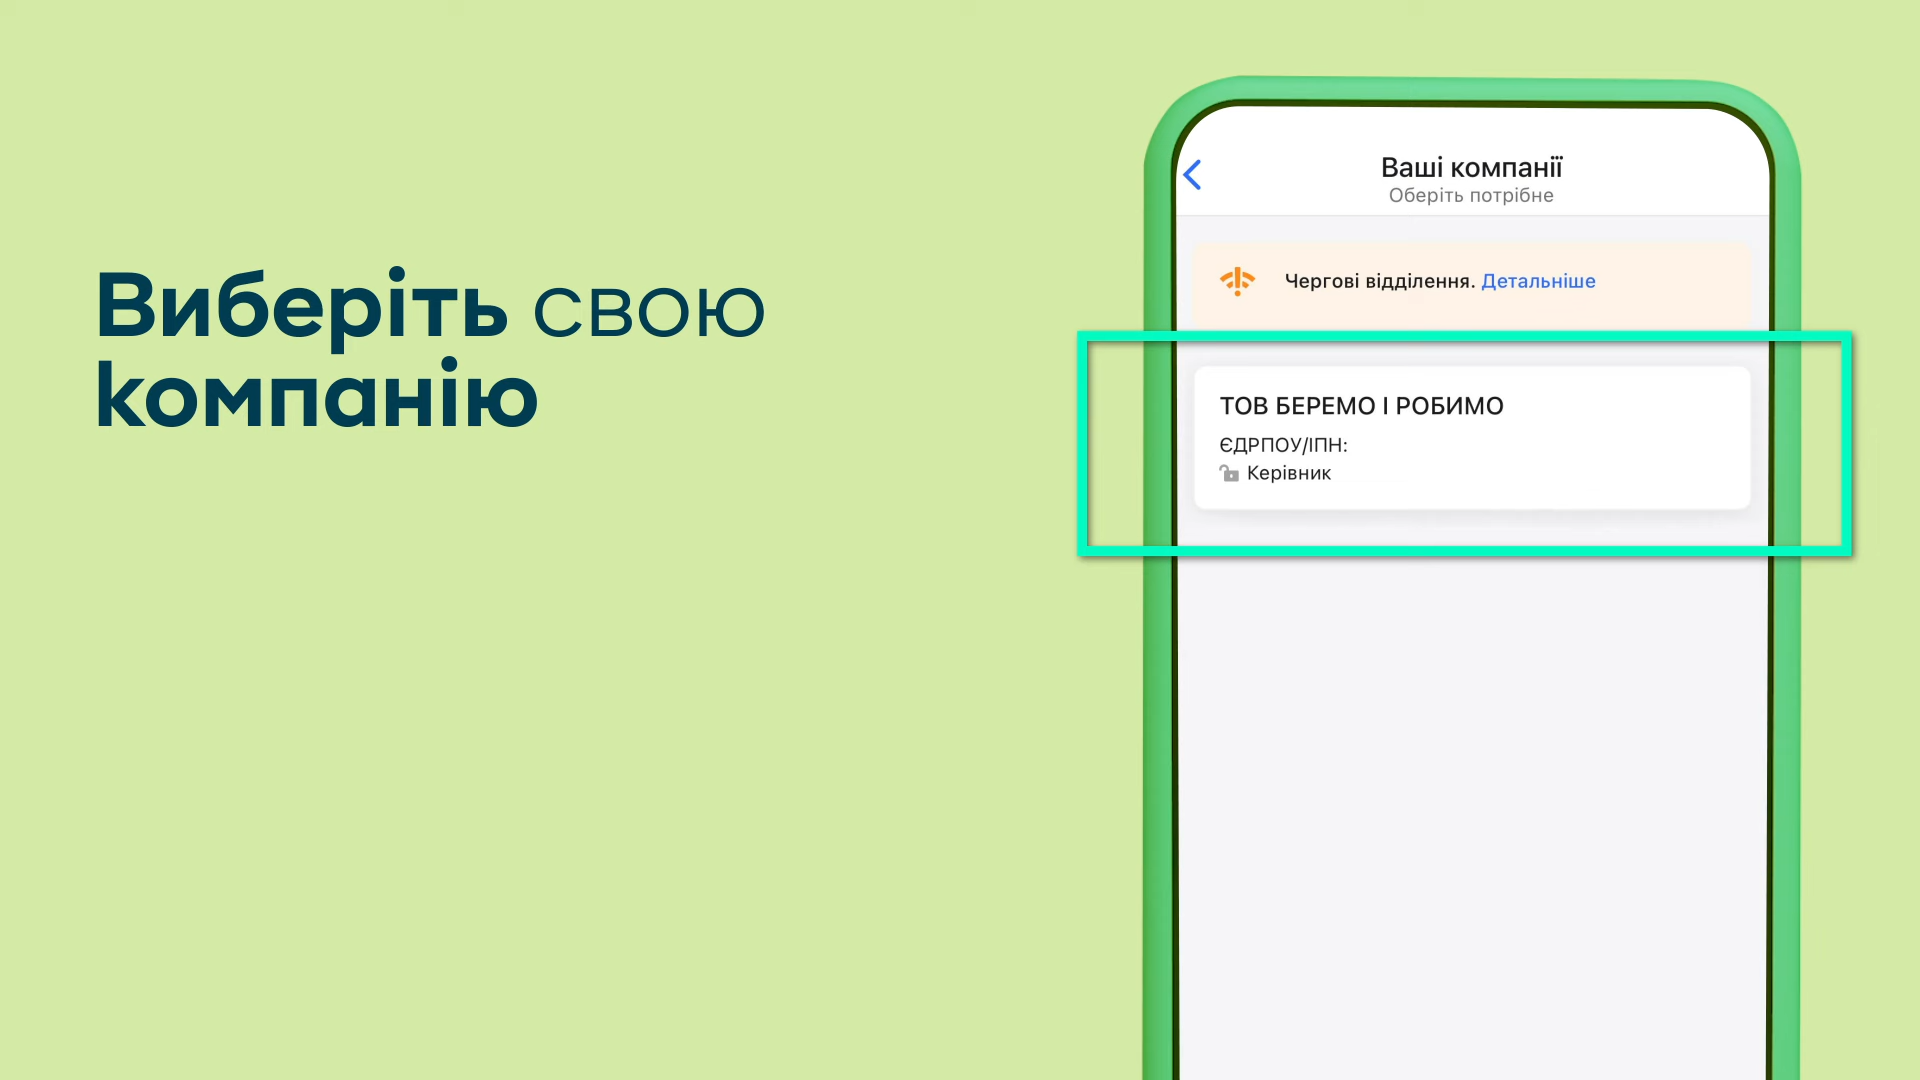 Виберіть свою
компанію
Ваші компанії
Оберіть потрібне
Чергові відділення. Детальніше
ТОВ БЕРЕМО І РОБИМО
ЄДРПОУ/ІПН:
Керівник